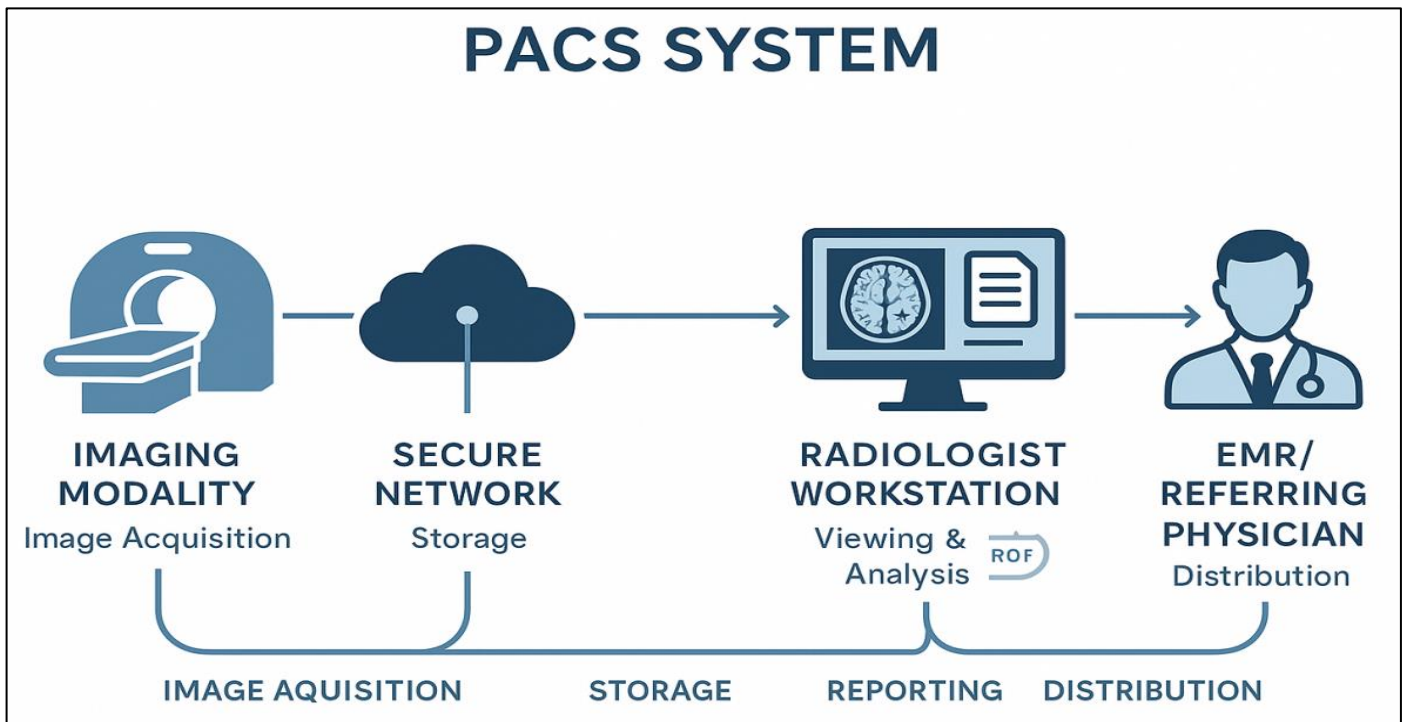 PACS SYSTEM
IMAGING
MODALITY
Image Acquisition
SECURE
NETWORK
Storage
RADIOLOGIST
WORKSTATION
Viewing &
Analysis
ROF
EMR/
REFERRING
PHYSICIAN
Distribution
IMAGE AQUISITION
STORAGE
REPORTING
DISTRIBUTION